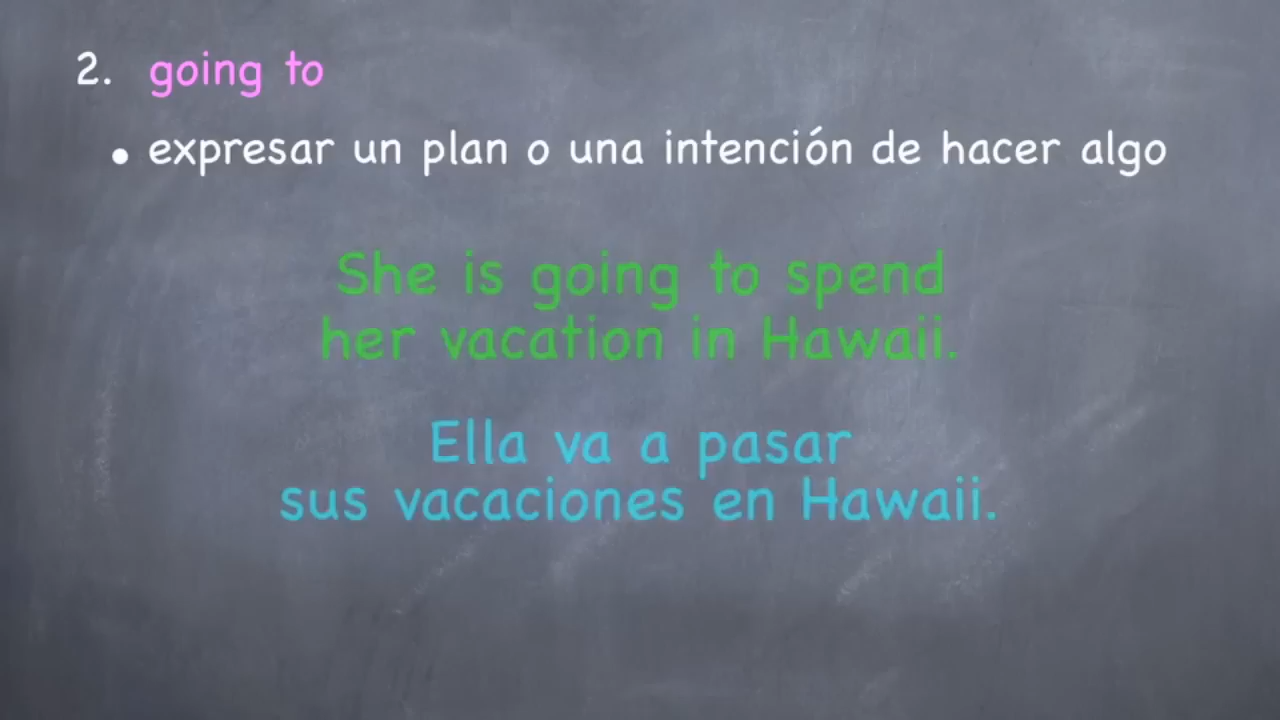 2. going to
• expresar un plan o una intención de hacer algo
She is going to spend
her vacation in Hawaii.
Ella va a pasar
sus vacaciones en Hawaii.